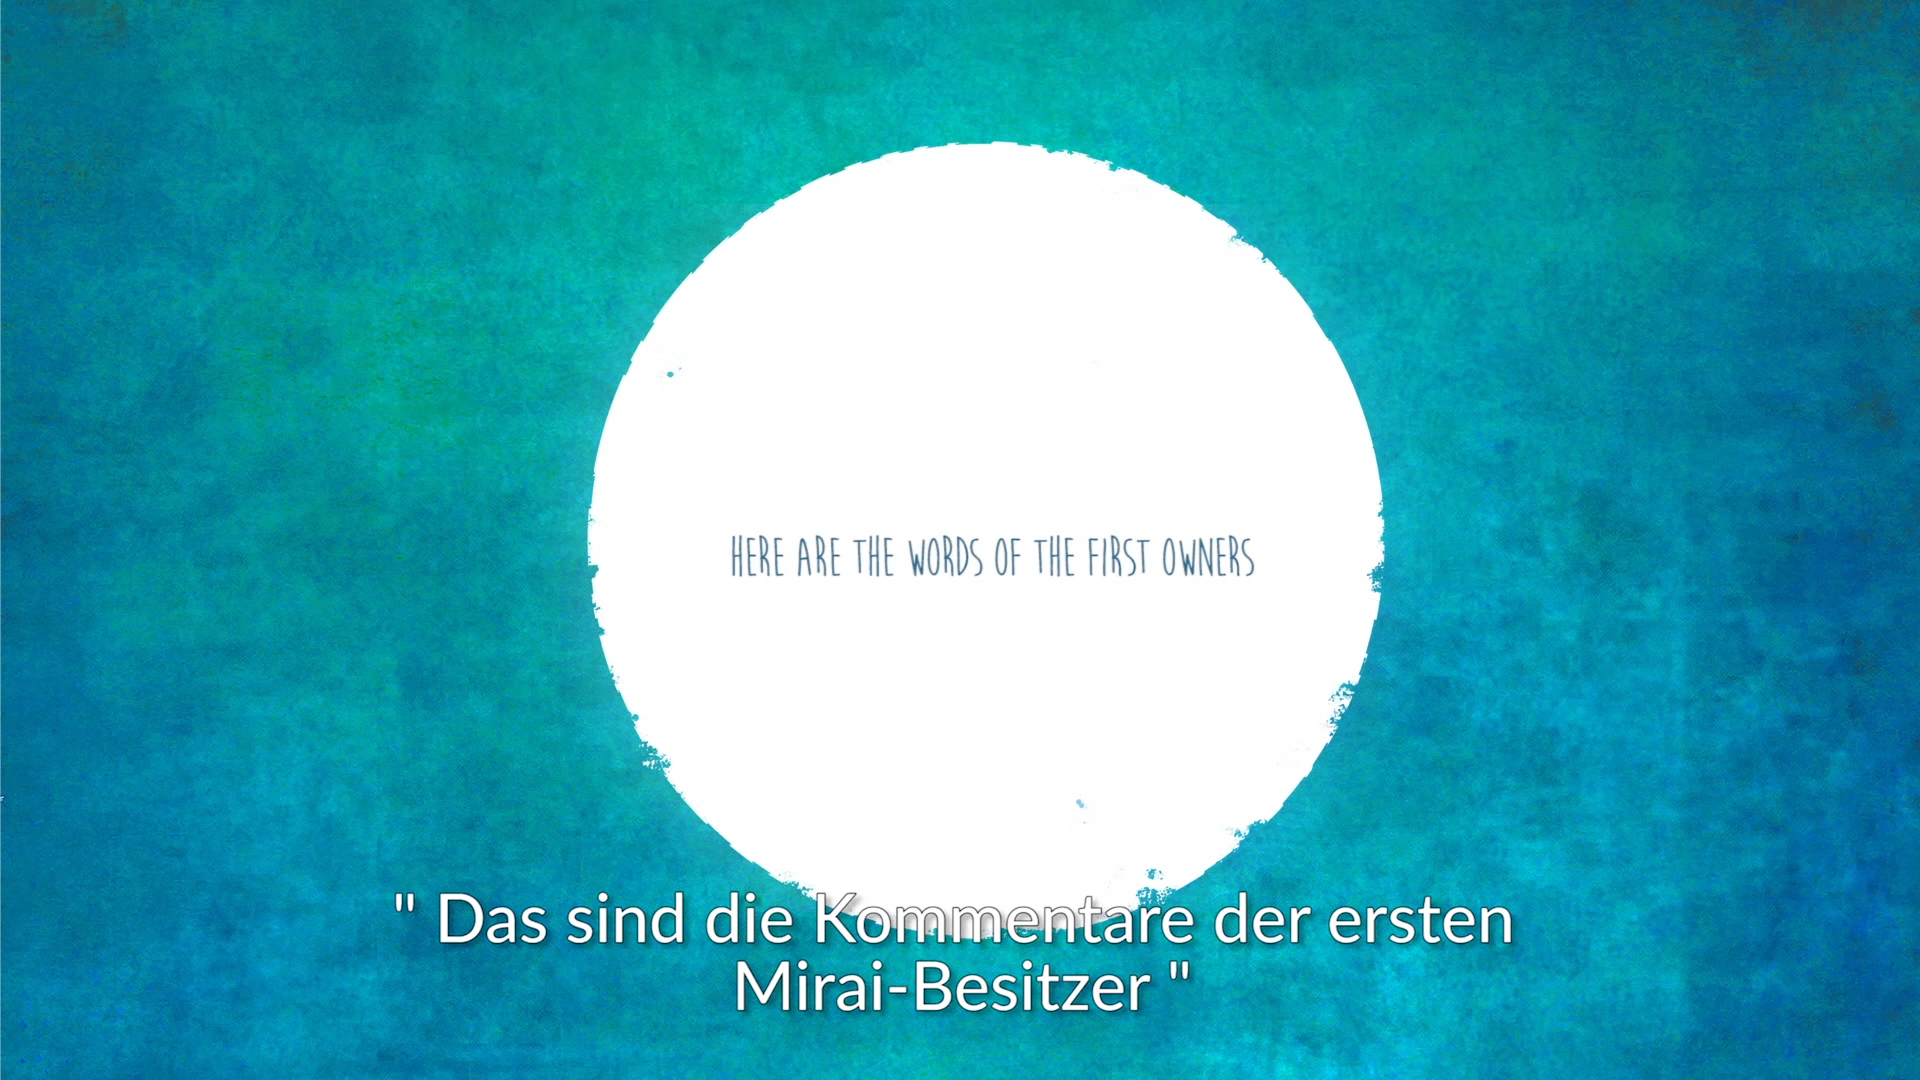 HERE ARE THE WORDS OF THE FIRST OWNERS
" Das sind die Kommentare der ersten
Mirai-Besitzer "